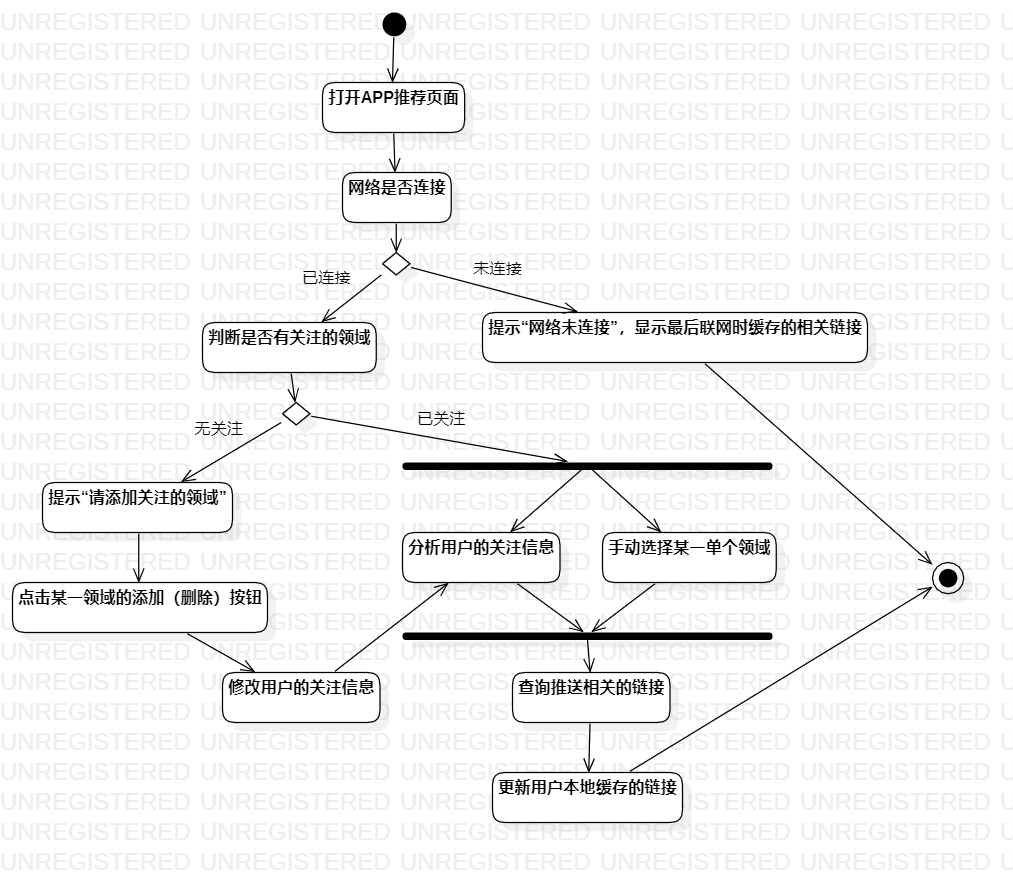 打开APP推荐页面
网络是否连接
已连接
未连接
提示“网络未连接”，显示最后联网时缓存的相关链接
判断是否有关注的领域
无关注
已关注
提示“请添加关注的领域”
分析用户的关注信息
手动选择某一单个领域
点击某一领域的添加（删除）按钮
修改用户的关注信息
查询推送相关的链接
更新用户本地缓存的链接
UNREGISTERED